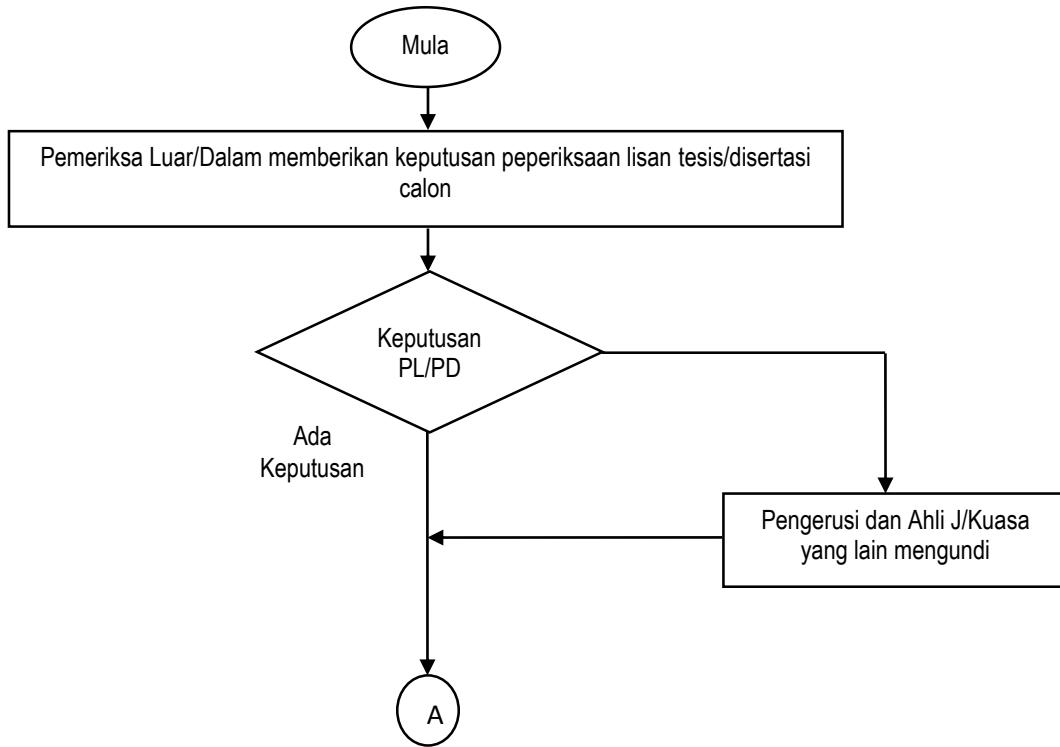 Mula
Pemeriksa Luar/Dalam memberikan keputusan peperiksaan lisan tesis/disertasi
calon
Keputusan
PL/PD
Ada
Keputusan
Pengerusi dan Ahli J/Kuasa
yang lain mengundi
A